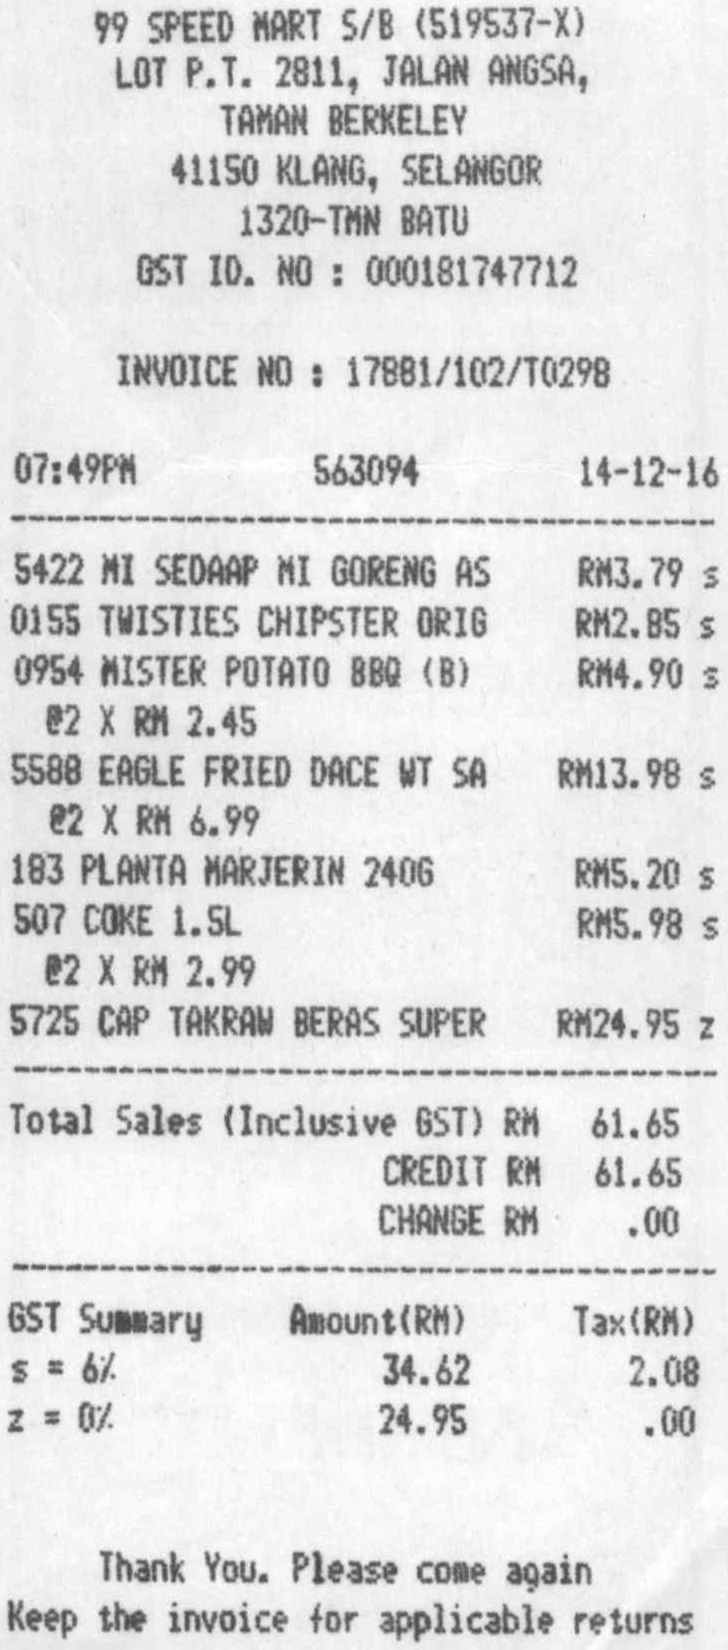 99 SPEED MART S/B (519537-X)
LOT P.T. 2811, JALAN ANGSA,
TAMAN BERKELEY
41150 KLANG, SELANGOR
1320-TMN BATU
GST ID. NO : 000181747712
INVOICE NO : 17881/102/T0298
07:49PM 563094 14-12-16
5422 MI SEDAAP MI GORENG AS RM3.79 s
0155 TWISTIES CHIPSTER ORIG RM2.85 s
0954 MISTER POTATO BBQ (B) RM4.90 s
@2 X RM 2.45
5588 EAGLE FRIED DACE WT SA RM13.98 s
@2 X RM 6.99
183 PLANTA MARJERIN 240G RM5.20 s
507 COKE 1.5L RM5.98 s
@2 X RM 2.99
5725 CAP TAKRAW BERAS SUPER RM24.95 z
Total Sales (Inclusive GST) RM 61.65
CREDIT RM 61.65
CHANGE RM .00
GST Summary Amount(RM) Tax(RM)
s = 6% 34.62 2.08
z = 0% 24.95 .00
Thank You. Please come again
Keep the invoice for applicable returns